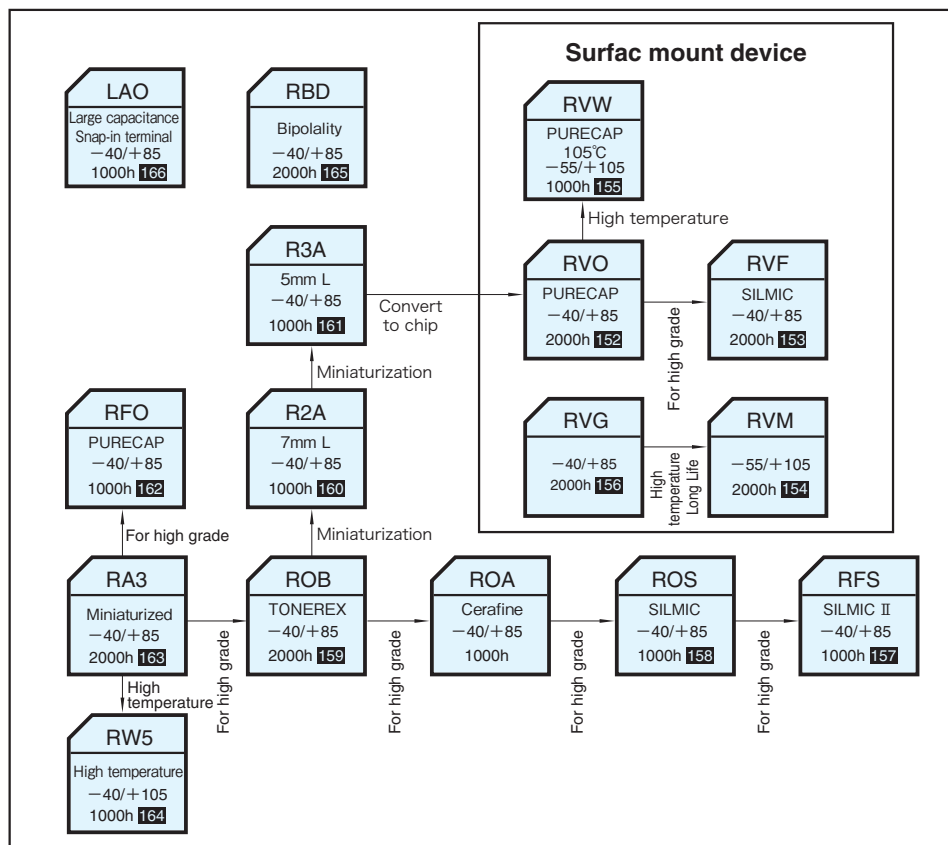 Surfac mount device
LAO
Large capacitance
Snap-in terminal
−40/+85
1000h 166
RBD
Bipolality
−40/+85
2000h 165
RVW
PURECAP
105℃
−55/+105
1000h 155
High temperature
R3A
5mm L
−40/+85
1000h 161
Convert
to chip
RVO
PURECAP
−40/+85
2000h 152
For high grade
RVF
SILMIC
−40/+85
2000h 153
Miniaturization
RFO
PURECAP
−40/+85
1000h 162
R2A
7mm L
−40/+85
1000h 160
RVG
−40/+85
2000h 156
High
temperature
Long Life
RVM
−55/+105
2000h 154
For high grade
Miniaturization
RA3
Miniaturized
−40/+85
2000h 163
For high grade
ROB
TONEREX
−40/+85
2000h 159
For high grade
ROA
Cerafine
−40/+85
1000h
For high grade
ROS
SILMIC
−40/+85
1000h 158
For high grade
RFS
SILMIC Ⅱ
−40/+85
1000h 157
High
temperature
RW5
High temperature
−40/+105
1000h 164